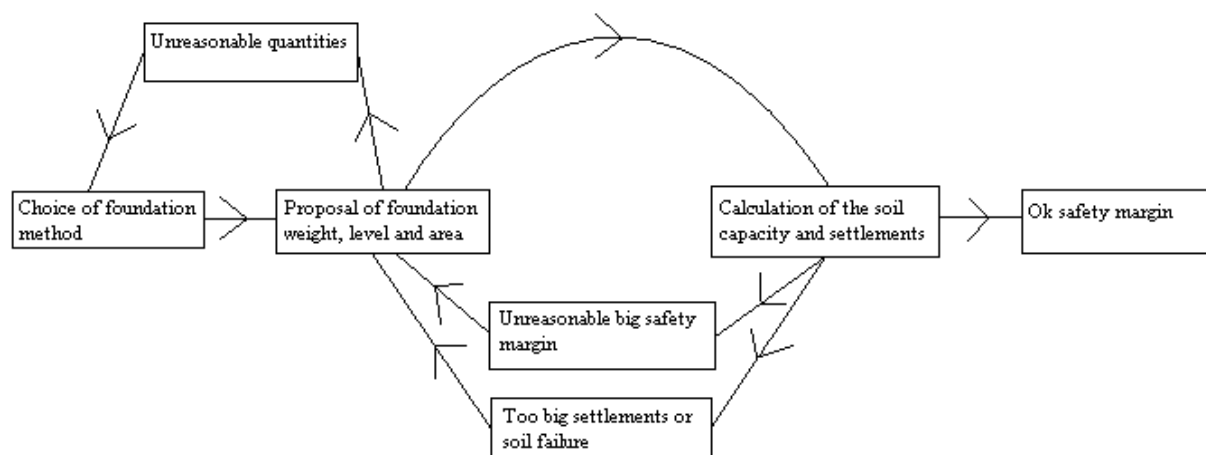 Unreasonable quantities
Choice of foundation
method
Proposal of foundation
weight, level and area
Calculation of the soil
capacity and settlements
Ok safety margin
Unreasonable big safety
margin
Too big settlements or
soil failure